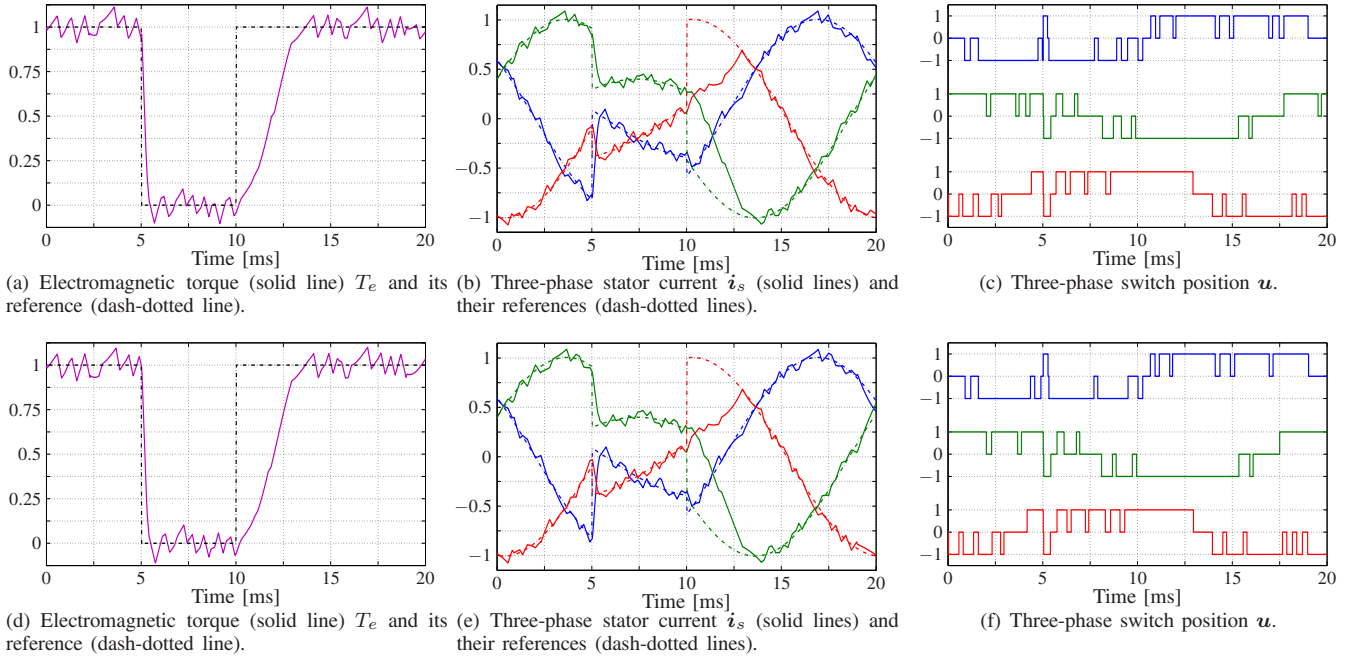 1
0.75
0.5
0.25
0
0 5 10 15 20
Time [ms]
(a) Electromagnetic torque (solid line) T_e and its
reference (dash-dotted line).
1
0.5
0
−0.5
−1
0 5 10 15 20
Time [ms]
(b) Three-phase stator current i_s (solid lines) and
their references (dash-dotted lines).
1
0
−1
1
0
−1
1
0
−1
0 5 10 15 20
Time [ms]
(c) Three-phase switch position u.
1
0.75
0.5
0.25
0
0 5 10 15 20
Time [ms]
(d) Electromagnetic torque (solid line) T_e and its
reference (dash-dotted line).
1
0.5
0
−0.5
−1
0 5 10 15 20
Time [ms]
(e) Three-phase stator current i_s (solid lines) and
their references (dash-dotted lines).
1
0
−1
1
0
−1
1
0
−1
0 5 10 15 20
Time [ms]
(f) Three-phase switch position u.